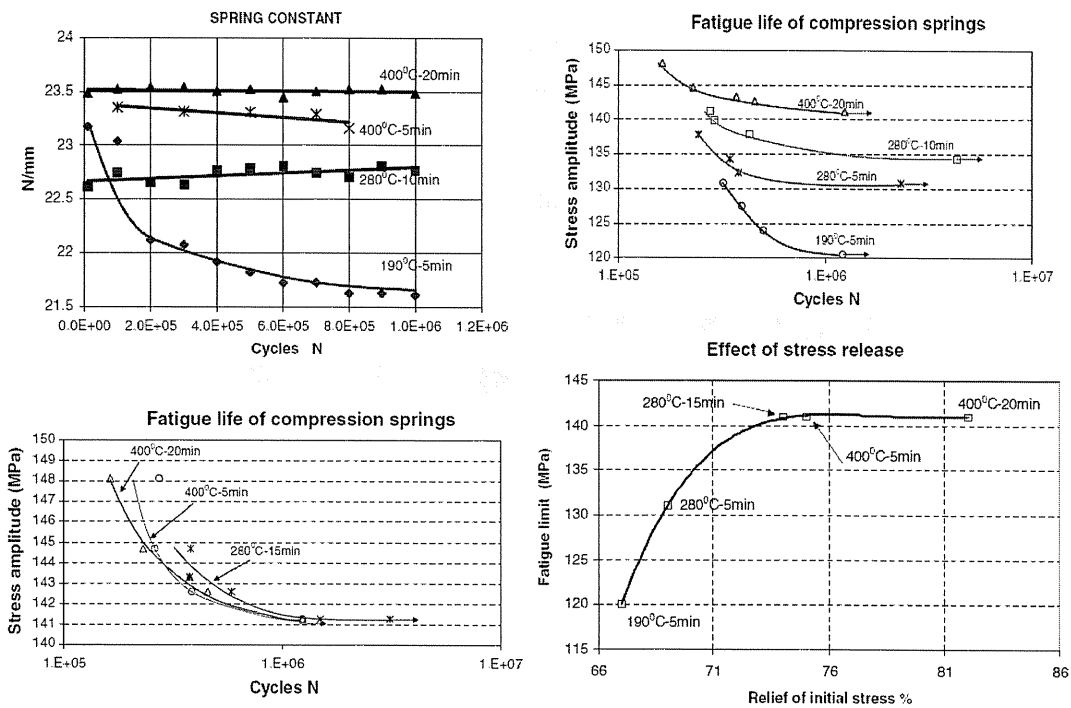 SPRING CONSTANT
N/mm
24
23.5
23
22.5
22
21.5
400⁰C-20min
400⁰C-5min
280⁰C-10min
190⁰C-5min
0.0E+00 2.0E+05 4.0E+05 6.0E+05 8.0E+05 1.0E+06 1.2E+06
Cycles N
Fatigue life of compression springs
Stress amplitude (MPa)
150
145
140
135
130
125
120
400⁰C-20min
280⁰C-10min
280⁰C-5min
190⁰C-5min
1.E+05 1.E+06 1.E+07
Cycles N
Fatigue life of compression springs
Stress amplitude (MPa)
150
149
148
147
146
145
144
143
142
141
140
400⁰C-20min
400⁰C-5min
280⁰C-15min
1.E+05 1.E+06 1.E+07
Cycles N
Effect of stress release
Fatigue limit (MPa)
145
140
135
130
125
120
115
280⁰C-15min
400⁰C-20min
400⁰C-5min
280⁰C-5min
190⁰C-5min
66 71 76 81 86
Relief of initial stress %